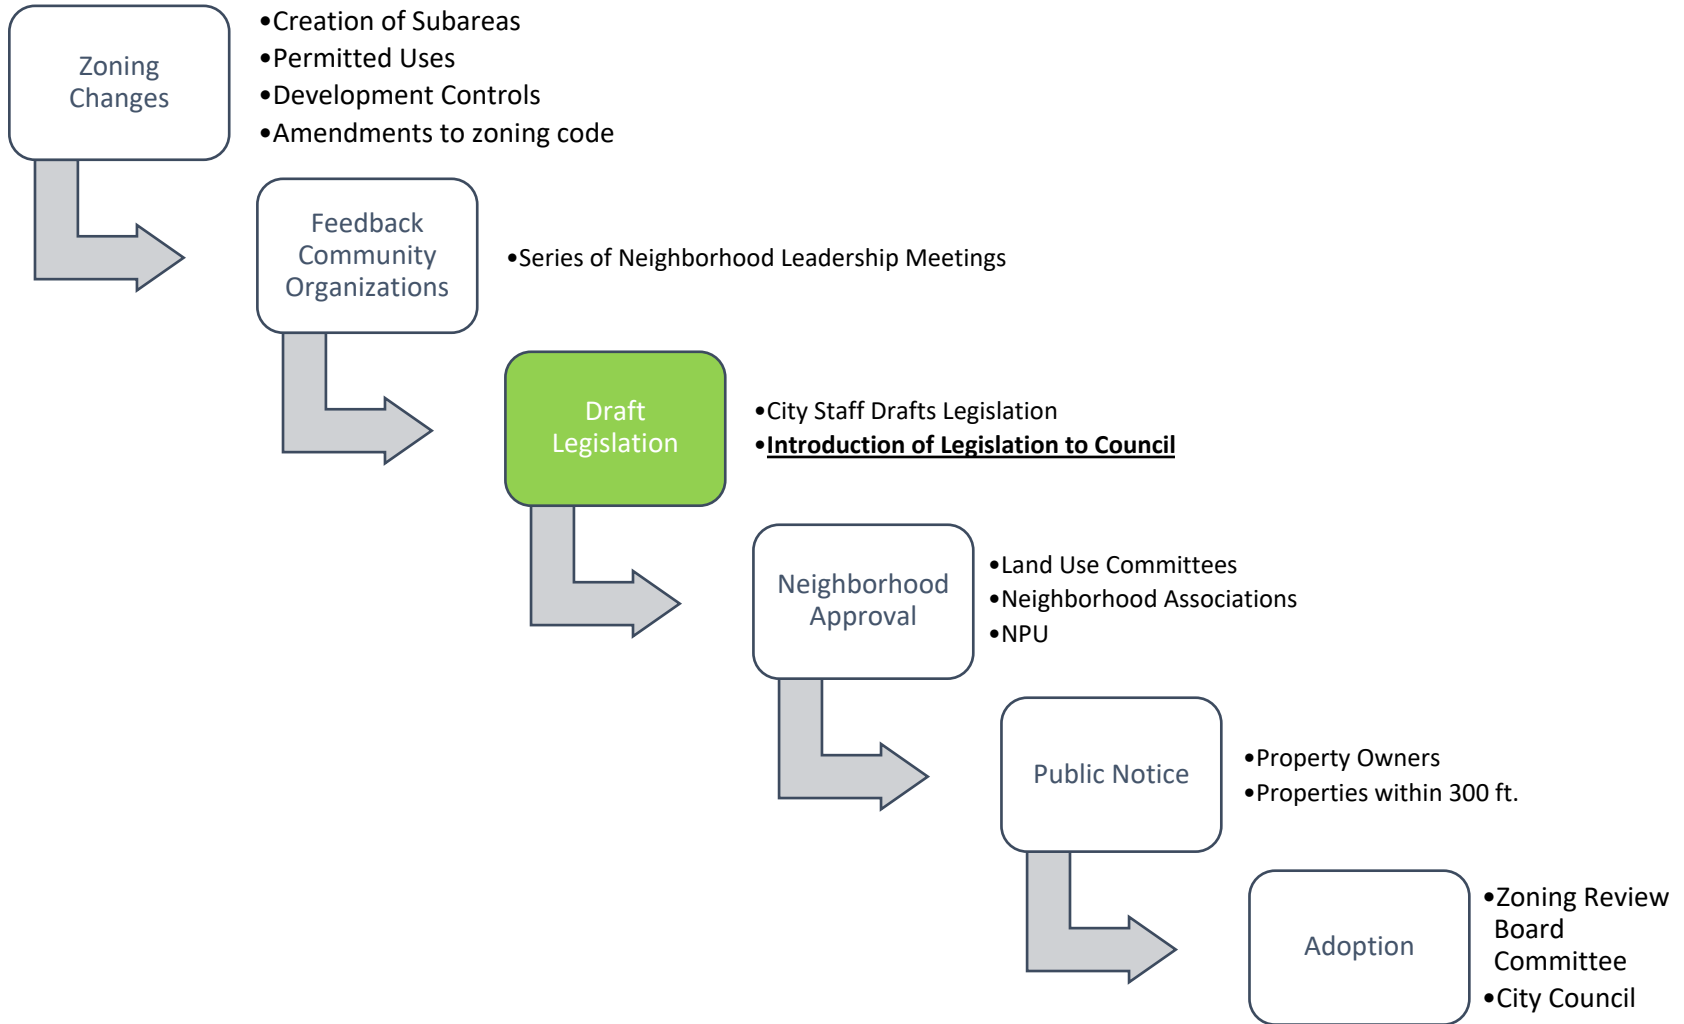 Zoning
Changes
•Creation of Subareas
•Permitted Uses
•Development Controls
•Amendments to zoning code
Feedback
Community
Organizations
•Series of Neighborhood Leadership Meetings
Draft
Legislation
•City Staff Drafts Legislation
•Introduction of Legislation to Council
Neighborhood
Approval
•Land Use Committees
•Neighborhood Associations
•NPU
Public Notice
•Property Owners
•Properties within 300 ft.
Adoption
•Zoning Review
Board
Committee
•City Council